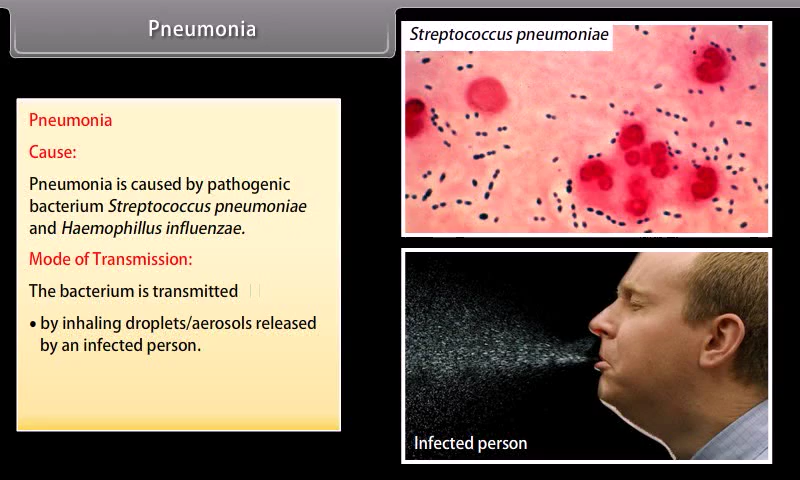 Pneumonia
Streptococcus pneumoniae
Pneumonia
Cause:
Pneumonia is caused by pathogenic
bacterium Streptococcus pneumoniae
and Haemophillus influenzae.
Mode of Transmission:
The bacterium is transmitted
• by inhaling droplets/aerosols released
by an infected person.
Infected person